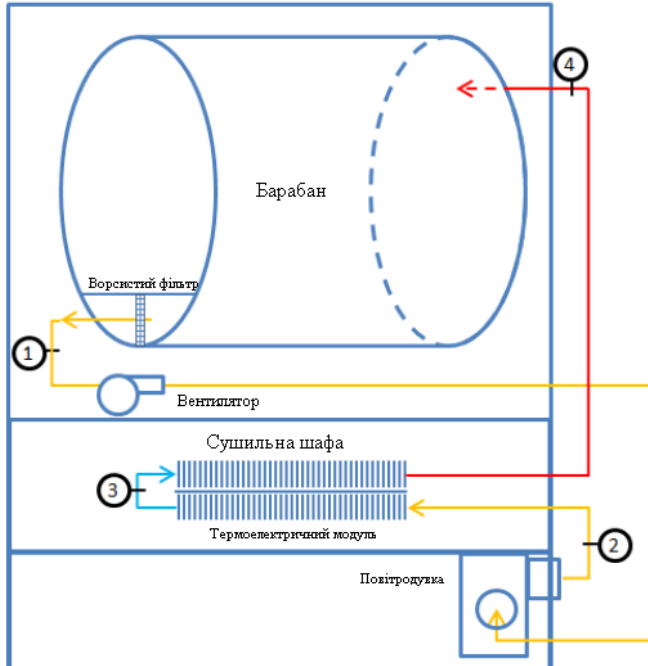 4
Барабан
Ворсистий фільтр
1
Вентилятор
Сушильна шафа
3
Термоелектричний модуль
2
Повітродувка